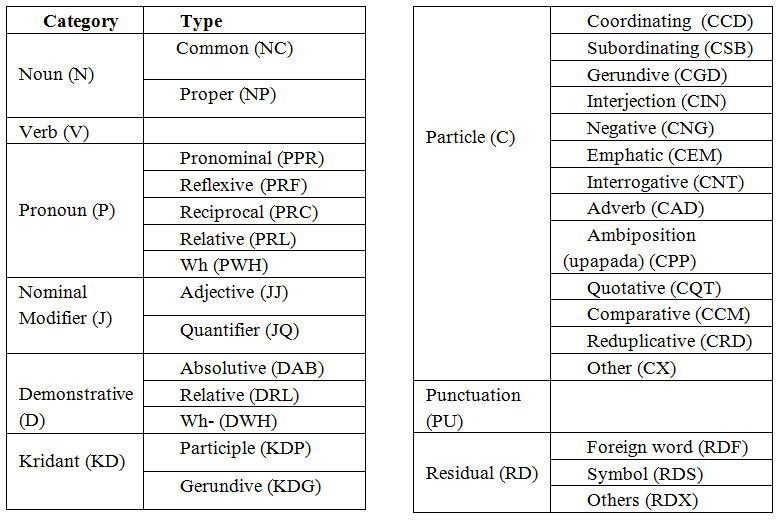 Category Type
Noun (N)
Common (NC)
Proper (NP)
Verb (V)
Pronoun (P)
Pronominal (PPR)
Reflexive (PRF)
Reciprocal (PRC)
Relative (PRL)
Wh (PWH)
Nominal
Modifier (J)
Adjective (JJ)
Quantifier (JQ)
Demonstrative
(D)
Absolutive (DAB)
Relative (DRL)
Wh- (DWH)
Kridant (KD)
Participle (KDP)
Gerundive (KDG)
Particle (C)
Coordinating (CCD)
Subordinating (CSB)
Gerundive (CGD)
Interjection (CIN)
Negative (CNG)
Emphatic (CEM)
Interrogative (CNT)
Adverb (CAD)
Ambiposition
(upapada) (CPP)
Quotative (CQT)
Comparative (CCM)
Reduplicative (CRD)
Other (CX)
Punctuation
(PU)
Residual (RD)
Foreign word (RDF)
Symbol (RDS)
Others (RDX)